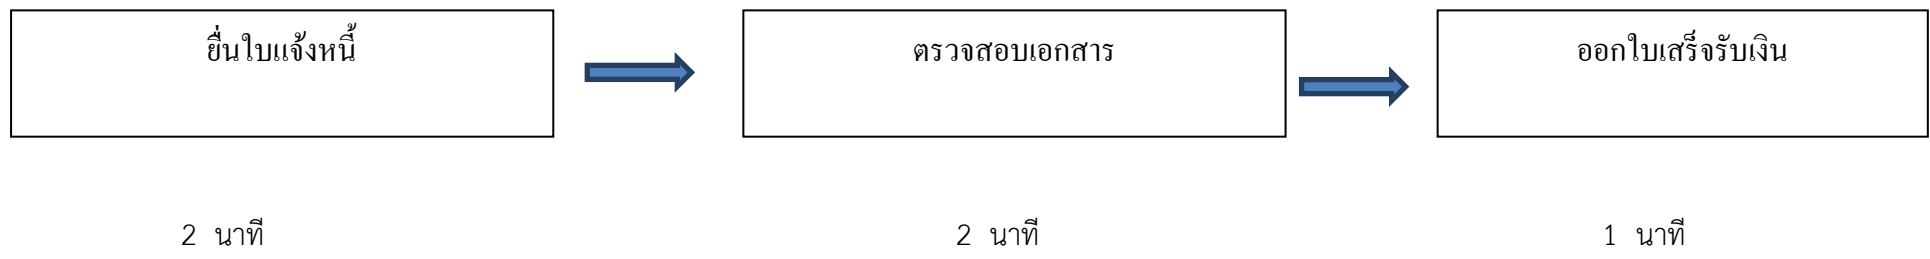 ยื่นใบแจ้งหนี้
ตรวจสอบเอกสาร
ออกใบเสร็จรับเงิน
2 นาที
2 นาที
1 นาที